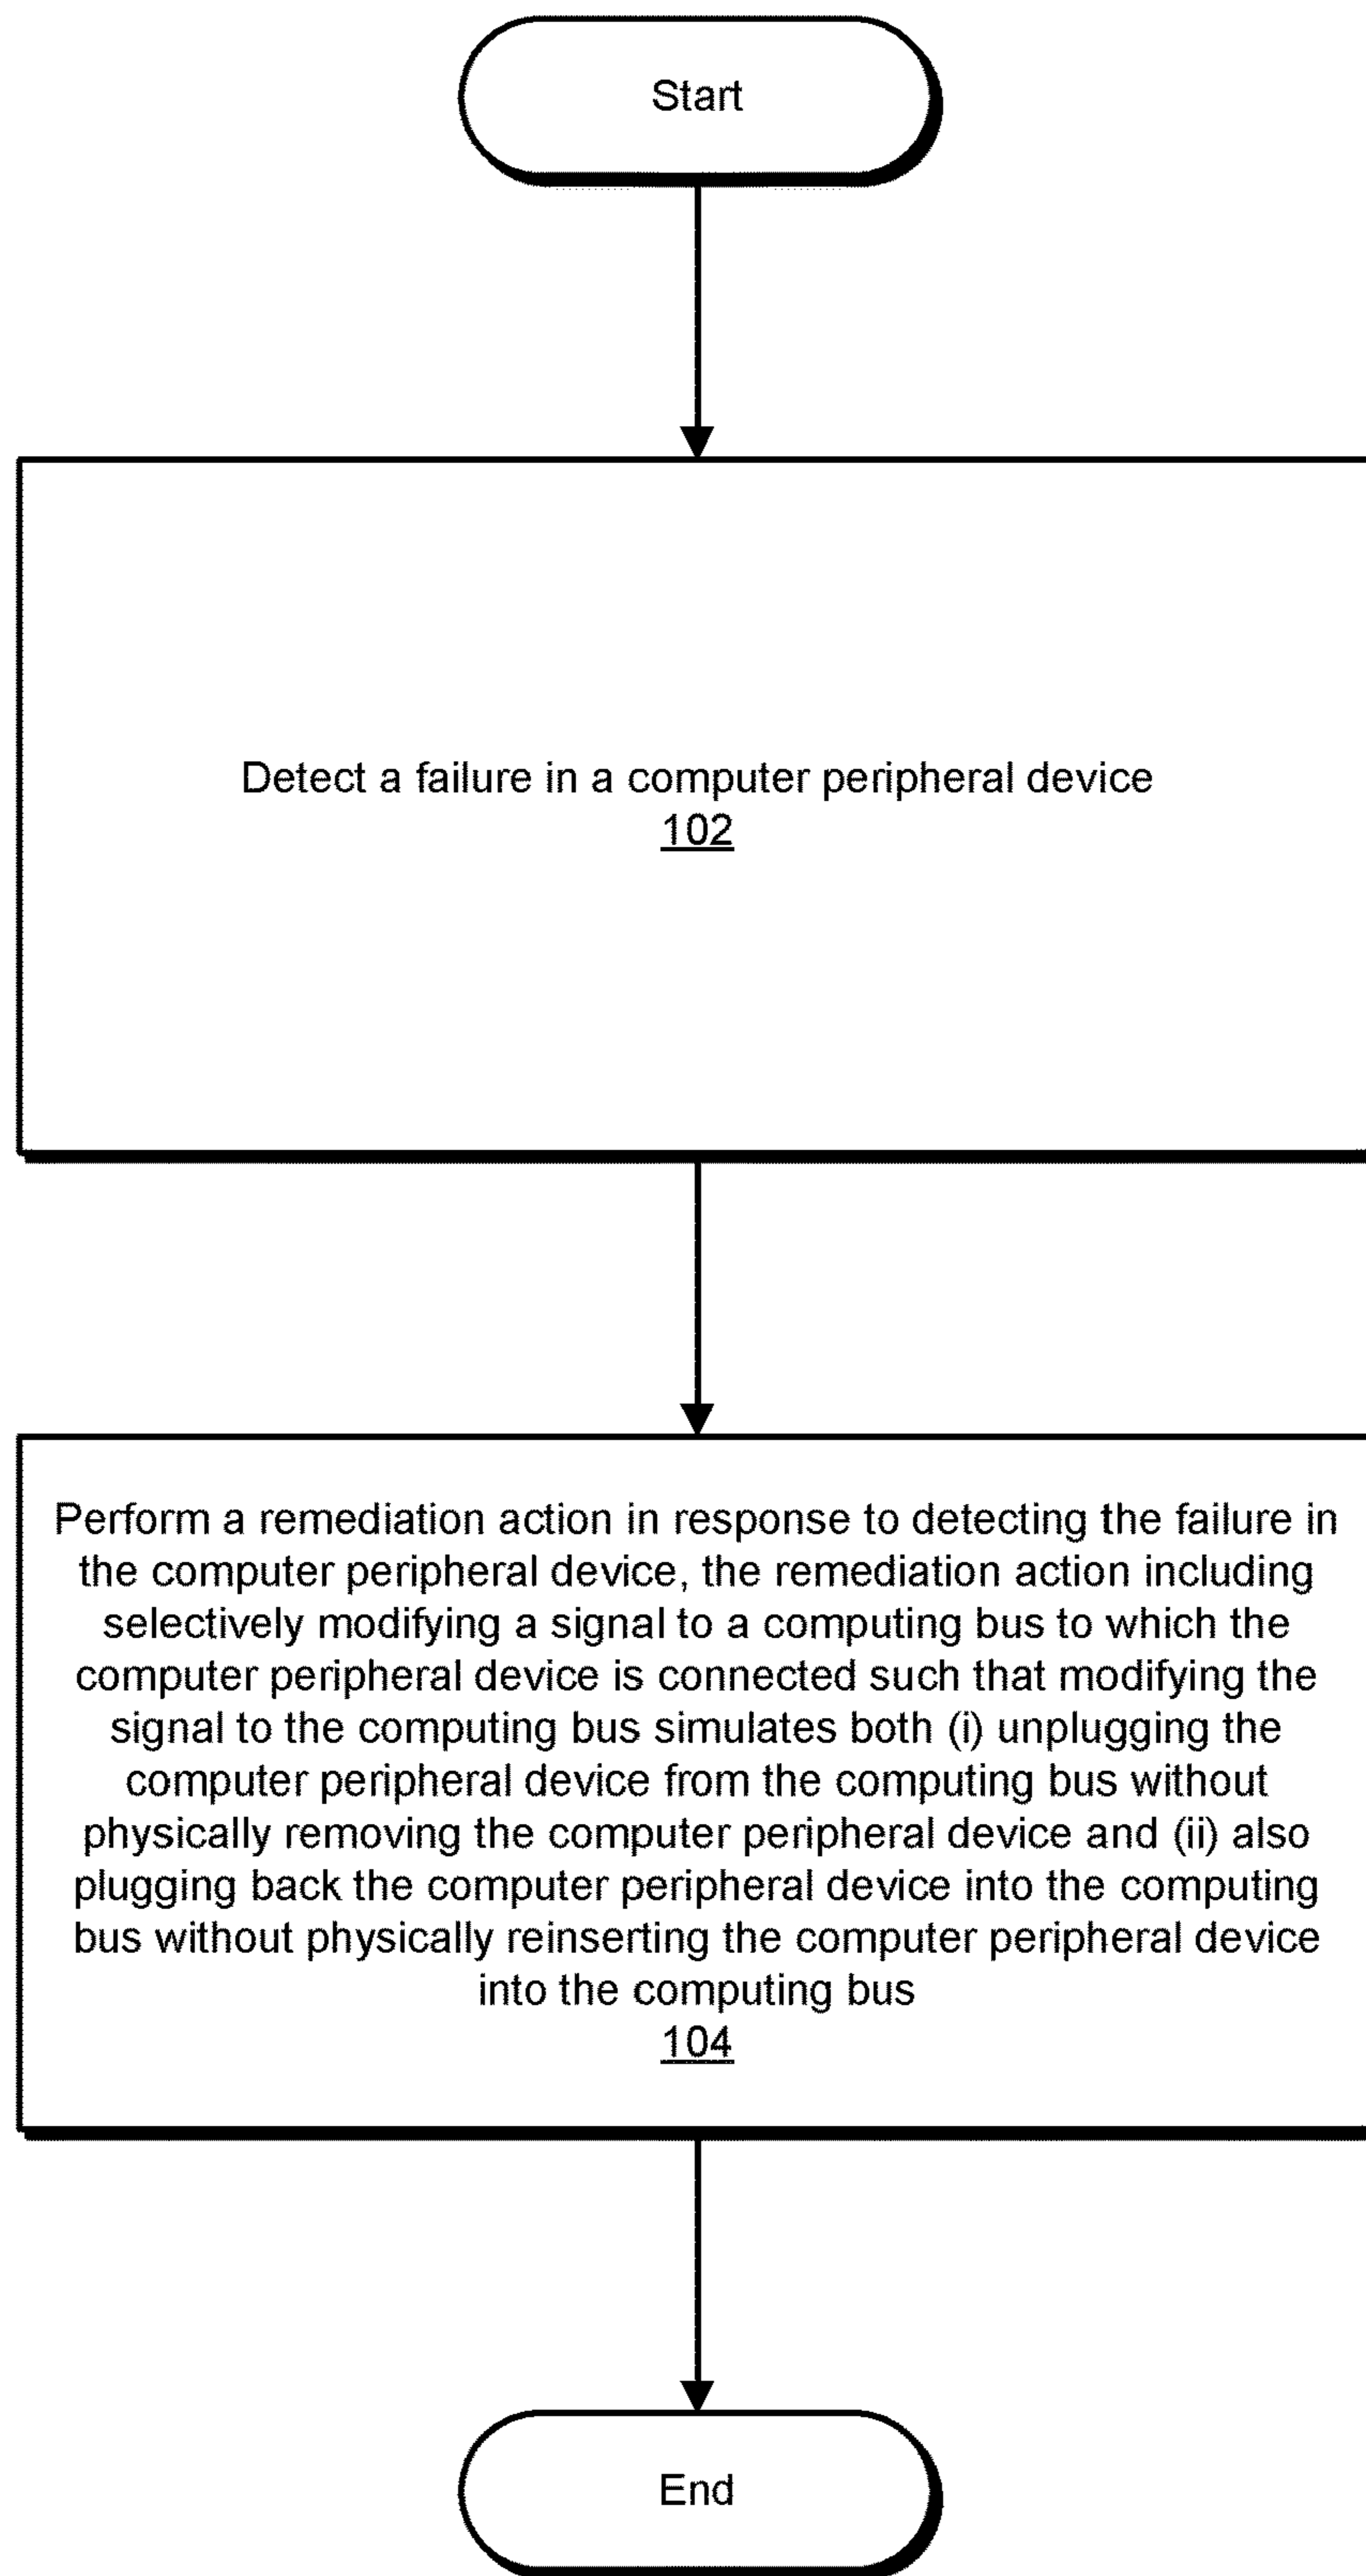 Start
Detect a failure in a computer peripheral device
102
Perform a remediation action in response to detecting the failure in
the computer peripheral device, the remediation action including
selectively modifying a signal to a computing bus to which the
computer peripheral device is connected such that modifying the
signal to the computing bus simulates both (i) unplugging the
computer peripheral device from the computing bus without
physically removing the computer peripheral device and (ii) also
plugging back the computer peripheral device into the computing
bus without physically reinserting the computer peripheral device
into the computing bus
104
End